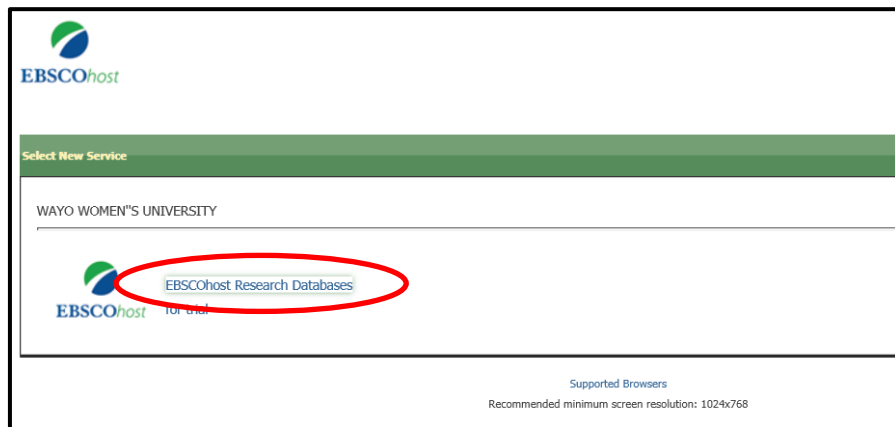 EBSCOhost
Select New Service
WAYO WOMEN"S UNIVERSITY
EBSCOhost Research Databases
EBSCOhost for trial
Supported Browsers
Recommended minimum screen resolution: 1024x768